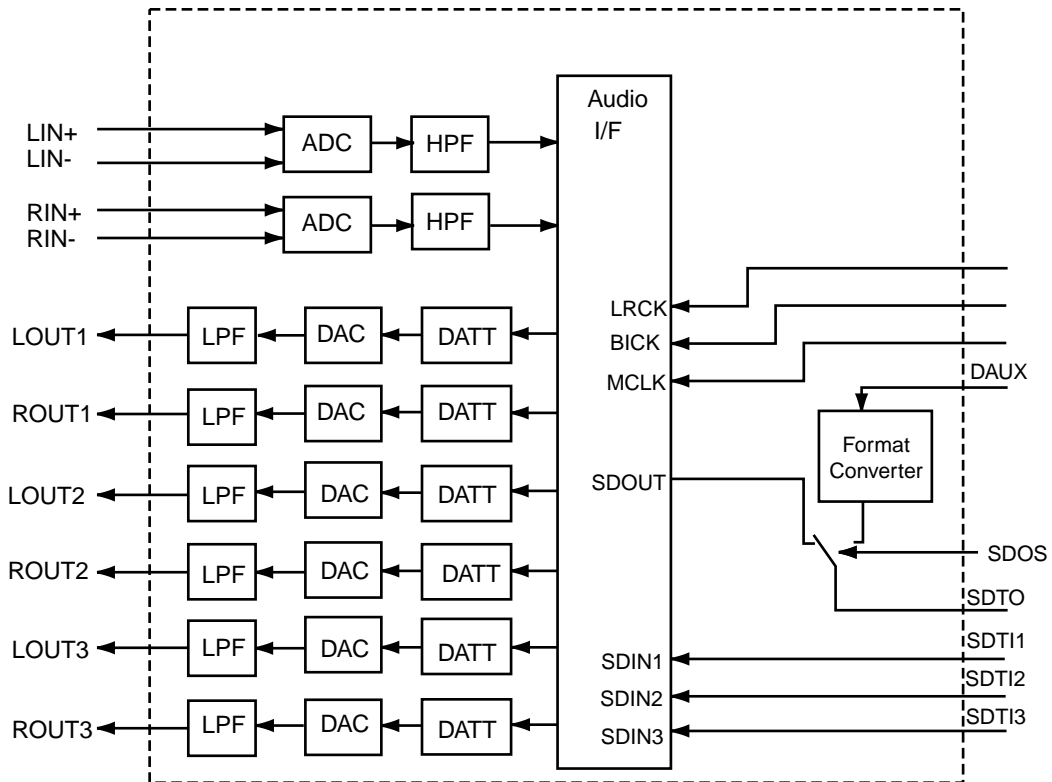 Audio
I/F
LIN+
LIN-
ADC
HPF
RIN+
RIN-
ADC
HPF
LRCK
BICK
MCLK
DAUX
Format
Converter
LOUT1
LPF
DAC
DATT
ROUT1
LPF
DAC
DATT
SDOUT
LOUT2
LPF
DAC
DATT
SDOS
ROUT2
LPF
DAC
DATT
SDTO
LOUT3
LPF
DAC
DATT
SDIN1
SDTI1
SDIN2
SDTI2
ROUT3
LPF
DAC
DATT
SDIN3
SDTI3